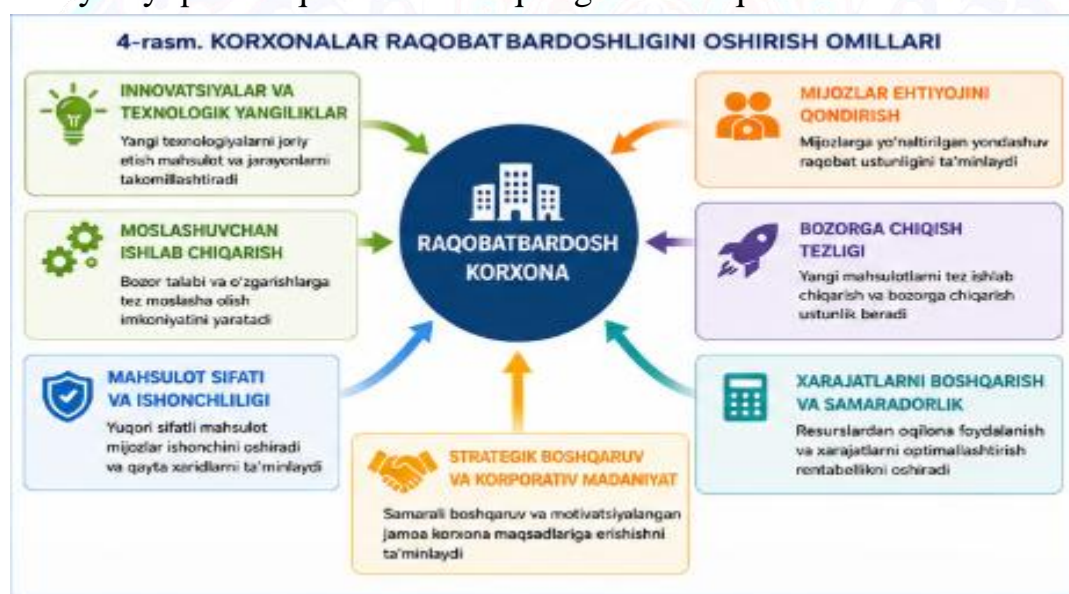 4-rasm. KORXONALAR RAQOBATBARDOSHLIGINI OSHIRISH OMILLARI
INNOVATSIYALAR VA
TEXNOLOGIK YANGILIKLAR
Yangi texnologiyalarni joriy
etish mahsulot va jarayonlarni
takomillashtiradi
MOSLASHUVCHAN
ISHLAB CHIQARISH
Bozor talabi va o'zgarishlarga
tez moslasha olish
imkoniyatini yaratadi
MAHSULOT SIFATI
VA ISHONCHLILIGI
Yuqori sifatli mahsulot
mijozlar ishonchini oshiradi
va qayta xaridlarni ta'minlaydi
RAQOBATBARDOSH
KORXONA
STRATEGIK BOSHQARUV
VA KORPORATIV MADANIYAT
Samarali boshqaruv va motivatsiyalangan
jamoa korxona maqsadlariga erishishni
ta'minlaydi
MIJOZLAR EHTIYOJINI
QONDIRISH
Mijozlarga yo'naltirilgan yondashuv
raqobat ustunligini ta'minlaydi
BOZORGA CHIQISH
TEZLIGI
Yangi mahsulotlarni tez ishlab
chiqarish va bozorga chiqarish
ustunlik beradi
XARAJATLARNI BOSHQARISH
VA SAMARADORLIK
Resurslardan oqilona foydalanish
va xarajatlarni optimallashtirish
rentabellikni oshiradi